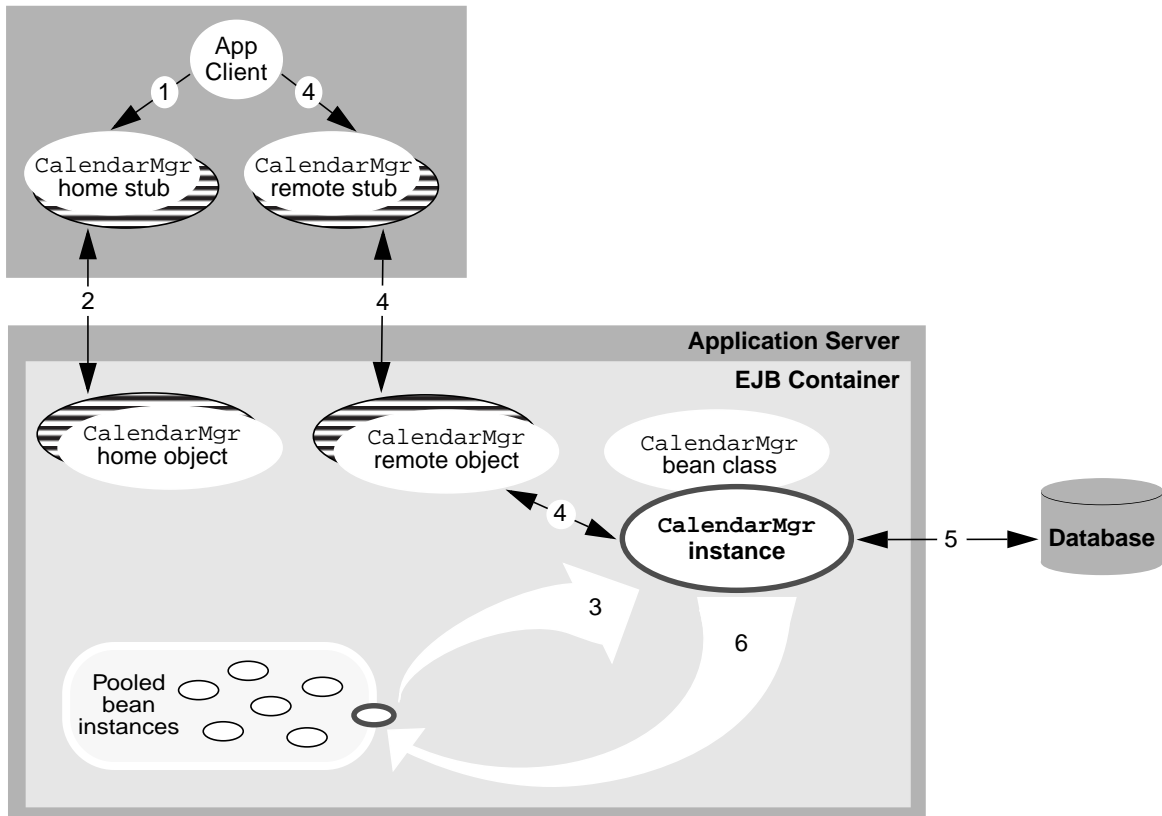 App
Client
1
4
CalendarMgr
home stub
CalendarMgr
remote stub
2
4
Application Server
EJB Container
CalendarMgr
home object
CalendarMgr
remote object
CalendarMgr
bean class
4
CalendarMgr
instance
5
Database
3
6
Pooled
bean
instances